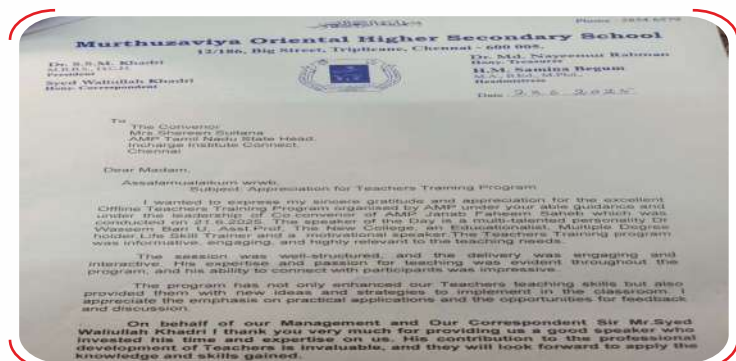 Phone : 2854 6579
Murthuzaviya Oriental Higher Secondary School
12/186, Big Street, Triplicane, Chennai - 600 005.
Dr. S.S.M. Khadri
M.B.B.S., D.C.H.
President
Syed Waliullah Khadri
Hony. Correspondent
Dr. Md. Nayeemur Rahman
Hony. Treasurer
H.M. Samina Begum
M.A., B.Ed., M.Phil.,
Headmistress
Date
To
The Convenor
Mrs.Shereen Sultana
AMP Tamil Nadu State Head.
Incharge Institute Connect.
Chennai
Dear Madam,
Assalamualaikum wrwb,
Subject: Appreciation for Teachers Training Program
I wanted to express my sincere gratitude and appreciation for the excellent
Offline Teachers Training Program organised by AMP under your able guidance and
under the leadership of Co.convenor of AMP Janab Faheem Saheb which was
conducted on 21.6.2025. The speaker of the Day is a multi-talented personality Dr
Waseem Bari IJ, Asst.Prof, The New College, an Educationalist, Multiple Degree
holder,Life Skill Trainer and a motivational speaker.The Teachers Training program
was informative, engaging, and highly relevant to the teaching needs.
The session was well-structured, and the delivery was engaging and
interactive. His expertise and passion for teaching was evident throughout the
program, and his ability to connect with participants was impressive.
The program has not only enhanced our Teachers teaching skills but also
provided them with new ideas and strategies to implement in the classroom. I
appreciate the emphasis on practical applications and the opportunities for feedback
and discussion.
On behalf of our Management and Our Correspondent Sir Mr.Syed
Waliullah Khadri I thank you very much for providing us a good speaker who
invested his time and expertise on us. His contribution to the professional
development of Teachers is invaluable, and they will look forward to apply the
knowledge and skills gained.